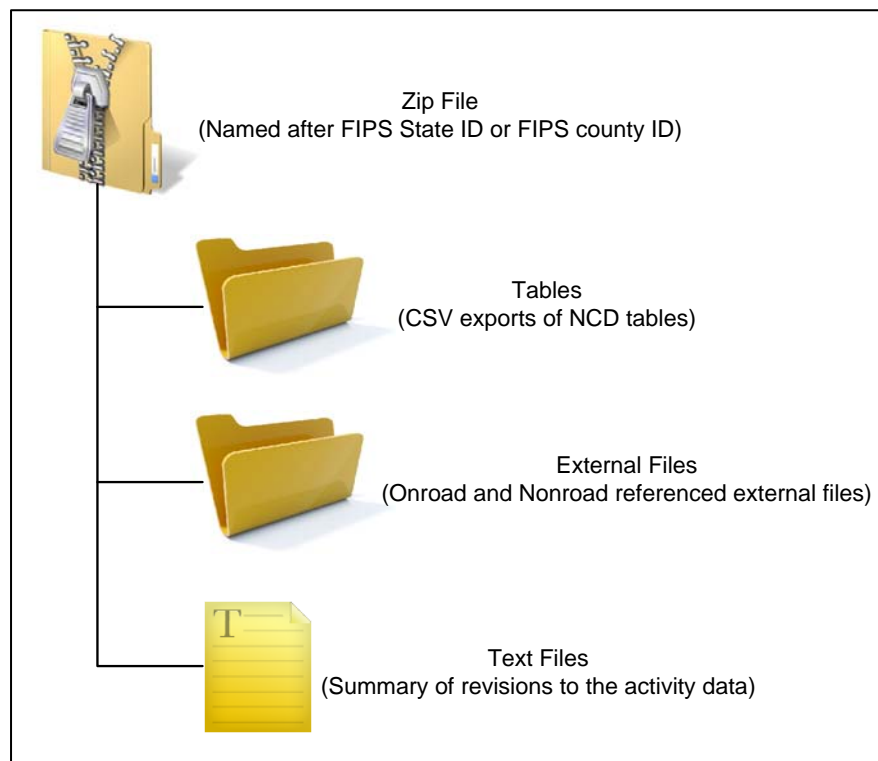 Zip File
(Named after FIPS State ID or FIPS county ID)
Tables
(CSV exports of NCD tables)
External Files
(Onroad and Nonroad referenced external files)
T
Text Files
(Summary of revisions to the activity data)